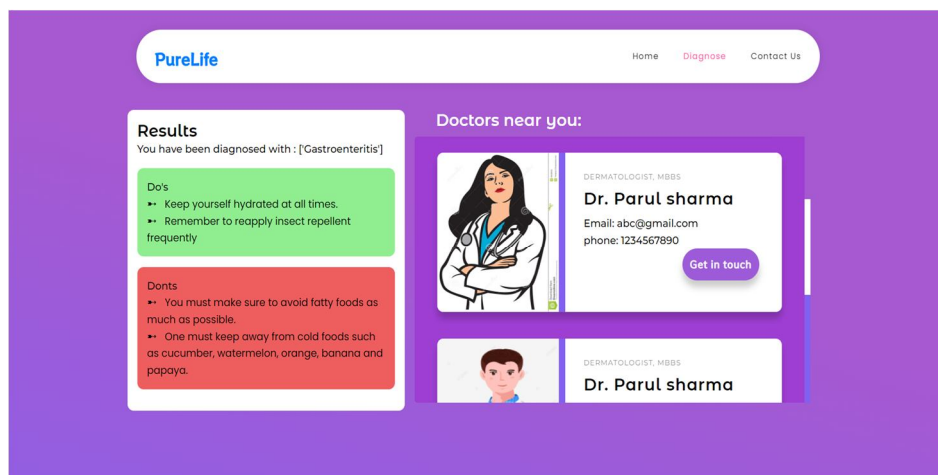 PureLife
Home Diagnose Contact Us
Results
You have been diagnosed with : ['Gastroenteritis']
Do's
➼ Keep yourself hydrated at all times.
➼ Remember to reapply insect repellent
frequently
Donts
➼ You must make sure to avoid fatty foods as
much as possible.
➼ One must keep away from cold foods such
as cucumber, watermelon, orange, banana and
papaya.
Doctors near you:
DERMATOLOGIST, MBBS
Dr. Parul sharma
Email: abc@gmail.com
phone: 1234567890
Get in touch
DERMATOLOGIST, MBBS
Dr. Parul sharma